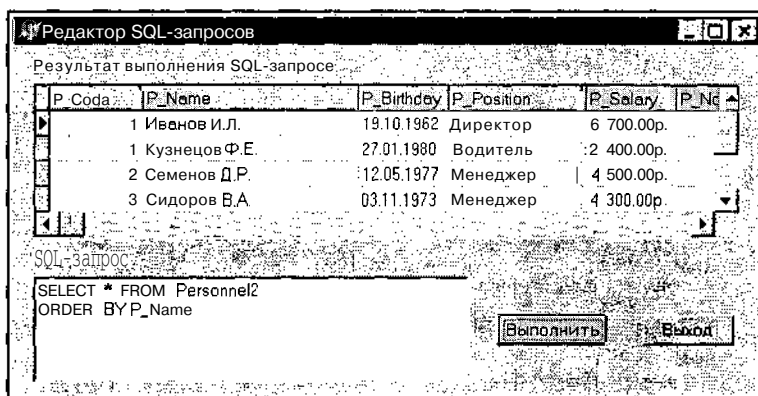 Редактор SQL-запросов
Результат выполнения SQL-запросе
P_Coda P_Name P_Birthday P_Position P_Salary P_No
1 Иванов И.Л. 19.10.1962 Директор 6 700.00р.
1 Кузнецов Ф.Е. 27.01.1980 Водитель 2 400.00р.
2 Семенов Д.Р. 12.05.1977 Менеджер 4 500.00р.
3 Сидоров В.А. 03.11.1973 Менеджер 4 300.00р.
SQL-запрос
SELECT * FROM Personnel2
ORDER BY P_Name
Выполнить Выход